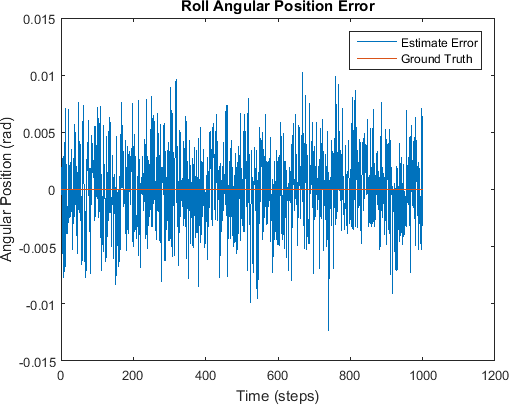 Roll Angular Position Error
Estimate Error
Ground Truth
Angular Position (rad)
0.015
0.01
0.005
0
-0.005
-0.01
-0.015
0
200
400
600
800
1000
1200
Time (steps)